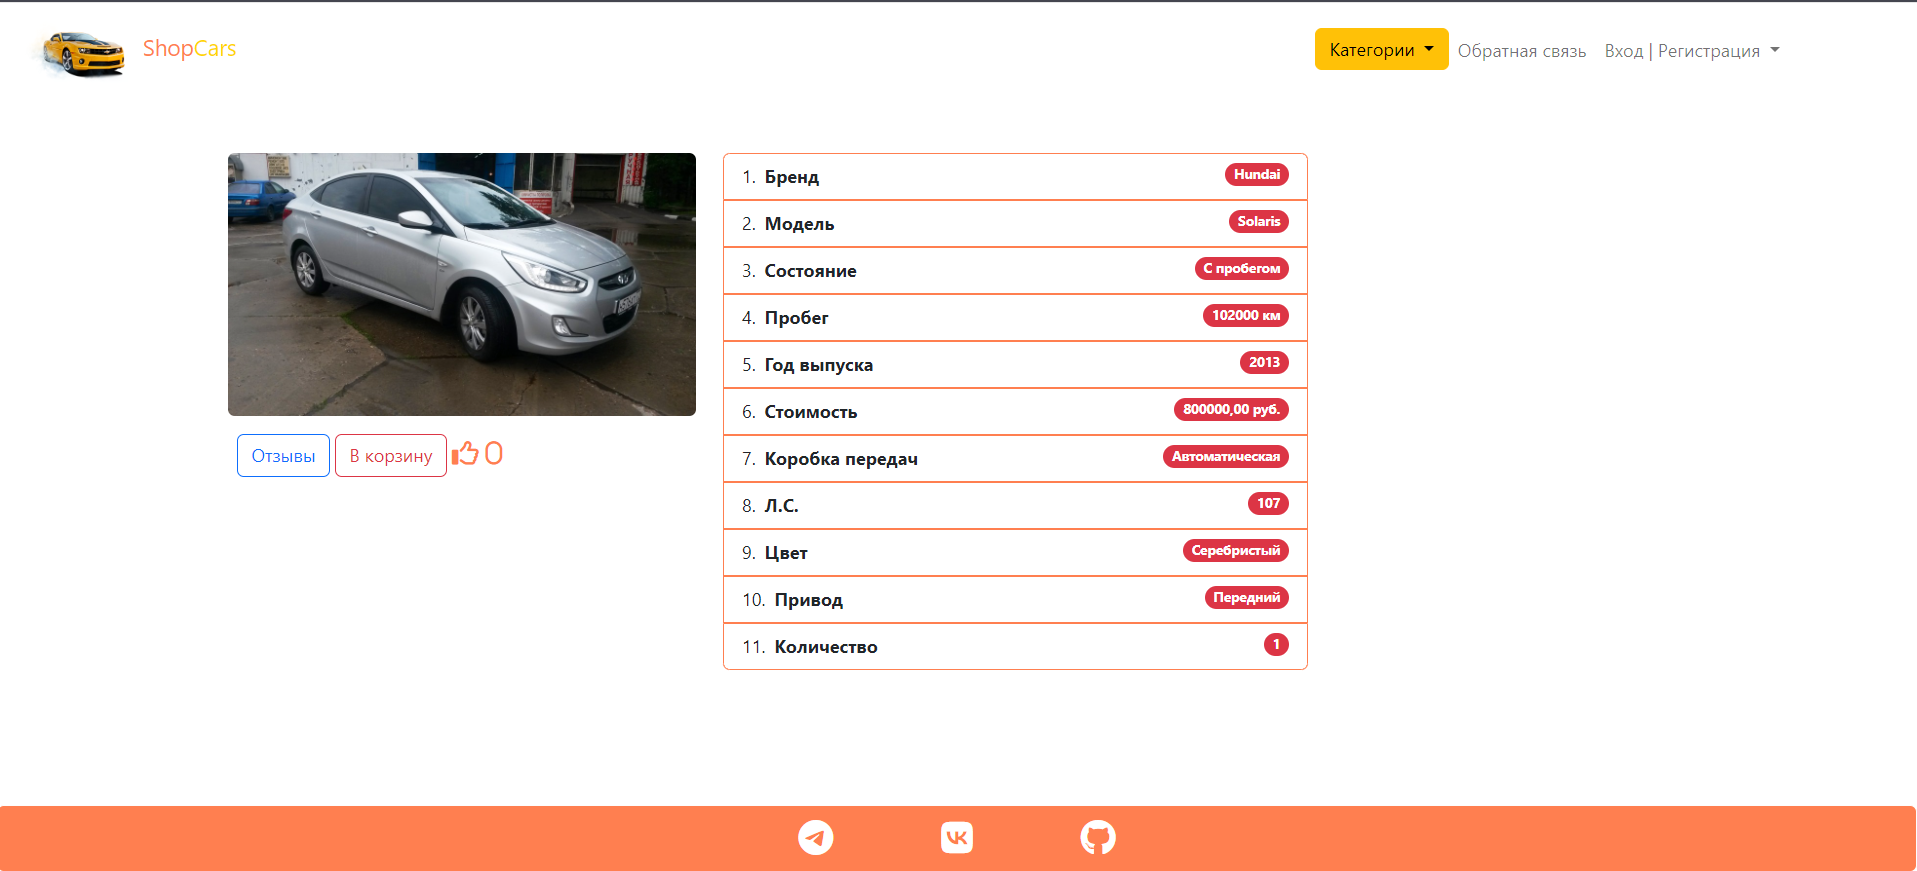 ShopCars
Категории
Обратная связь
Вход | Регистрация
1. Бренд Hundai
2. Модель Solaris
3. Состояние С пробегом
4. Пробег 102000 км
5. Год выпуска 2013
6. Стоимость 800000,00 руб.
7. Коробка передач Автоматическая
8. Л.С. 107
9. Цвет Серебристый
10. Привод Передний
11. Количество 1
Отзывы
В корзину
0